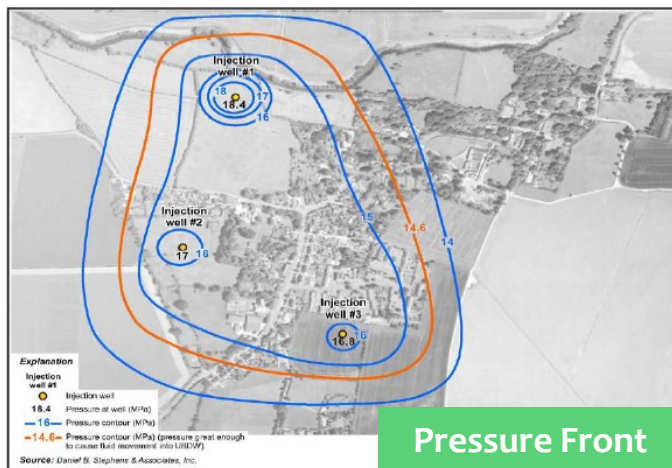 Injection
well #1
18
17
18.4
16
Injection
well #2
16
17
15
14.6
14
Injection
well #3
16
16.8
Explanation
Injection
well #1
Injection well
18.4 Pressure at well (MPa)
16 Pressure contour (MPa)
14.6 Pressure contour (MPa) (pressure great enough
to cause fluid movement into USDW)
Source: Daniel B. Stephens & Associates, Inc.
Pressure Front